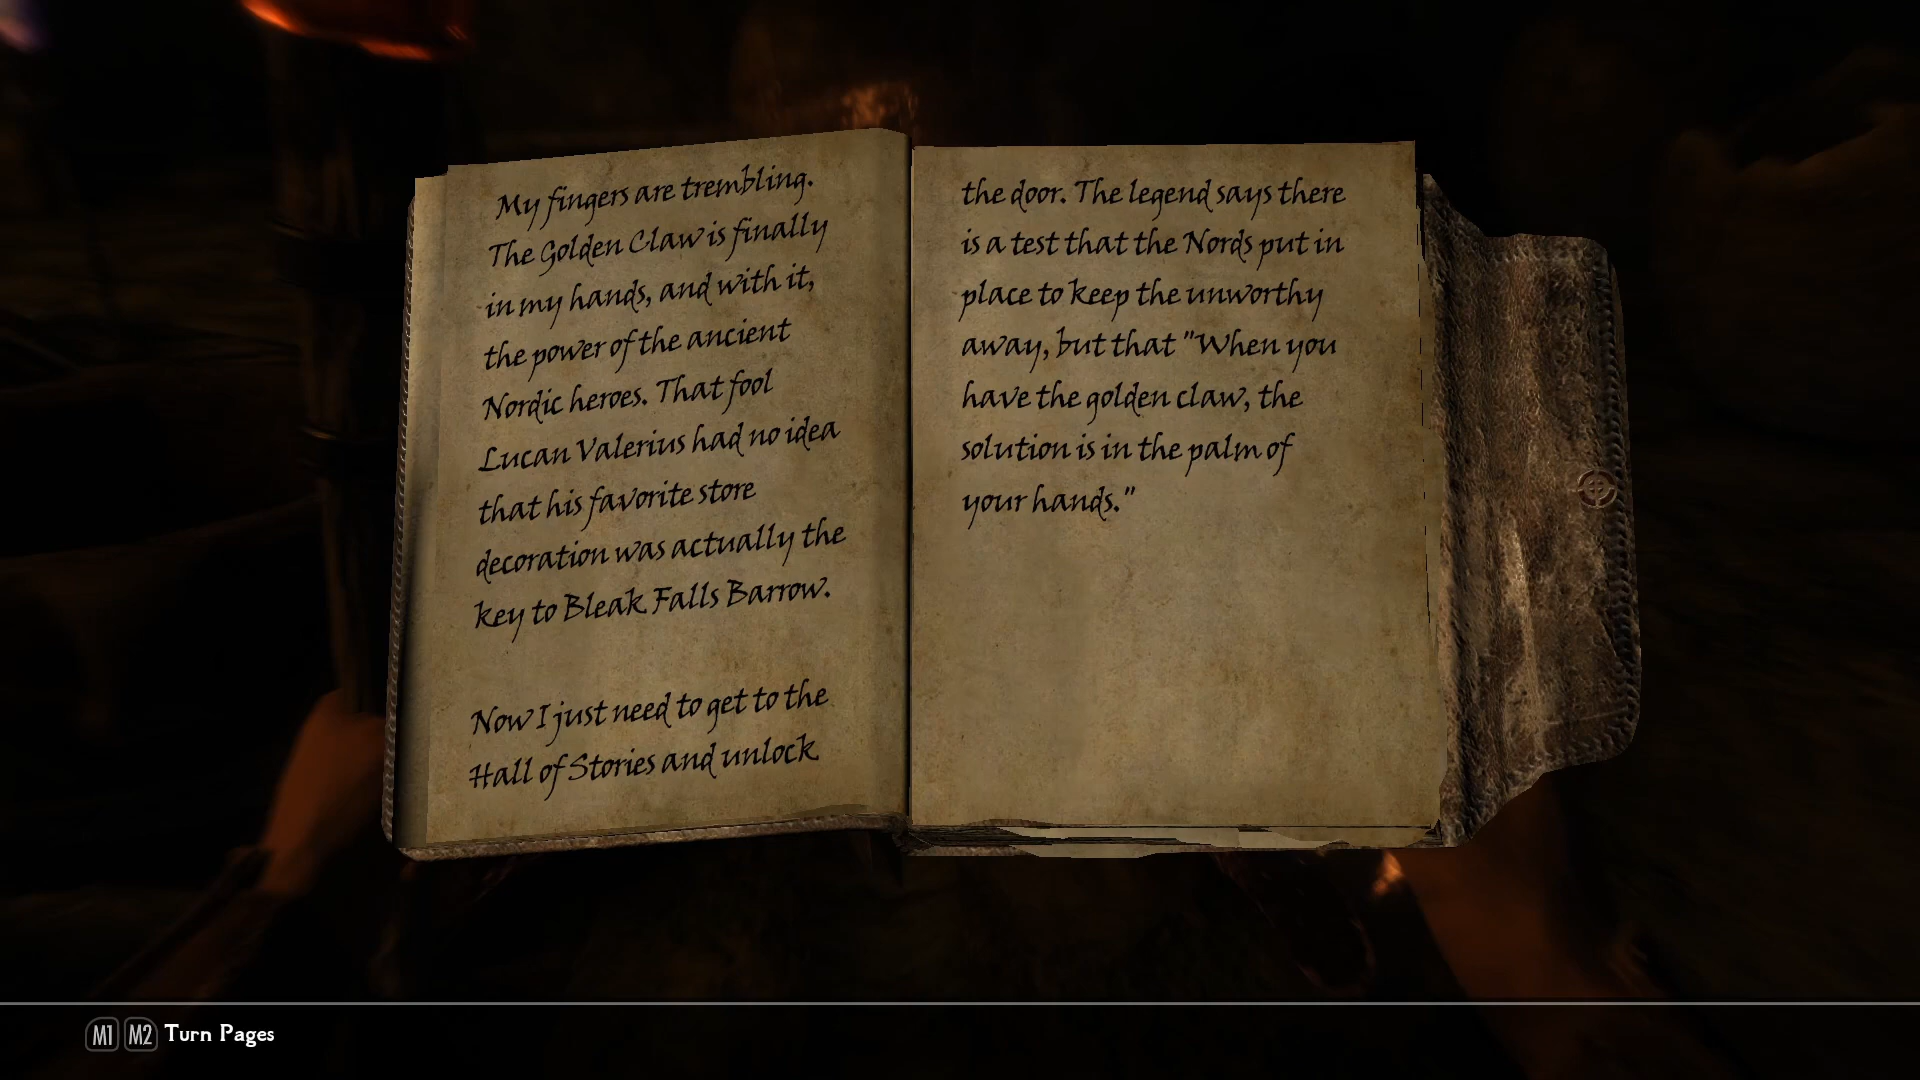 My fingers are trembling.
The Golden Claw is finally
in my hands, and with it,
the power of the ancient
Nordic heroes. That fool
Lucan Valerius had no idea
that his favorite store
decoration was actually the
key to Bleak Falls Barrow.
Now I just need to get to the
Hall of Stories and unlock
the door. The legend says there
is a test that the Nords put in
place to keep the unworthy
away, but that "When you
have the golden claw, the
solution is in the palm of
your hands."
M1 M2 Turn Pages